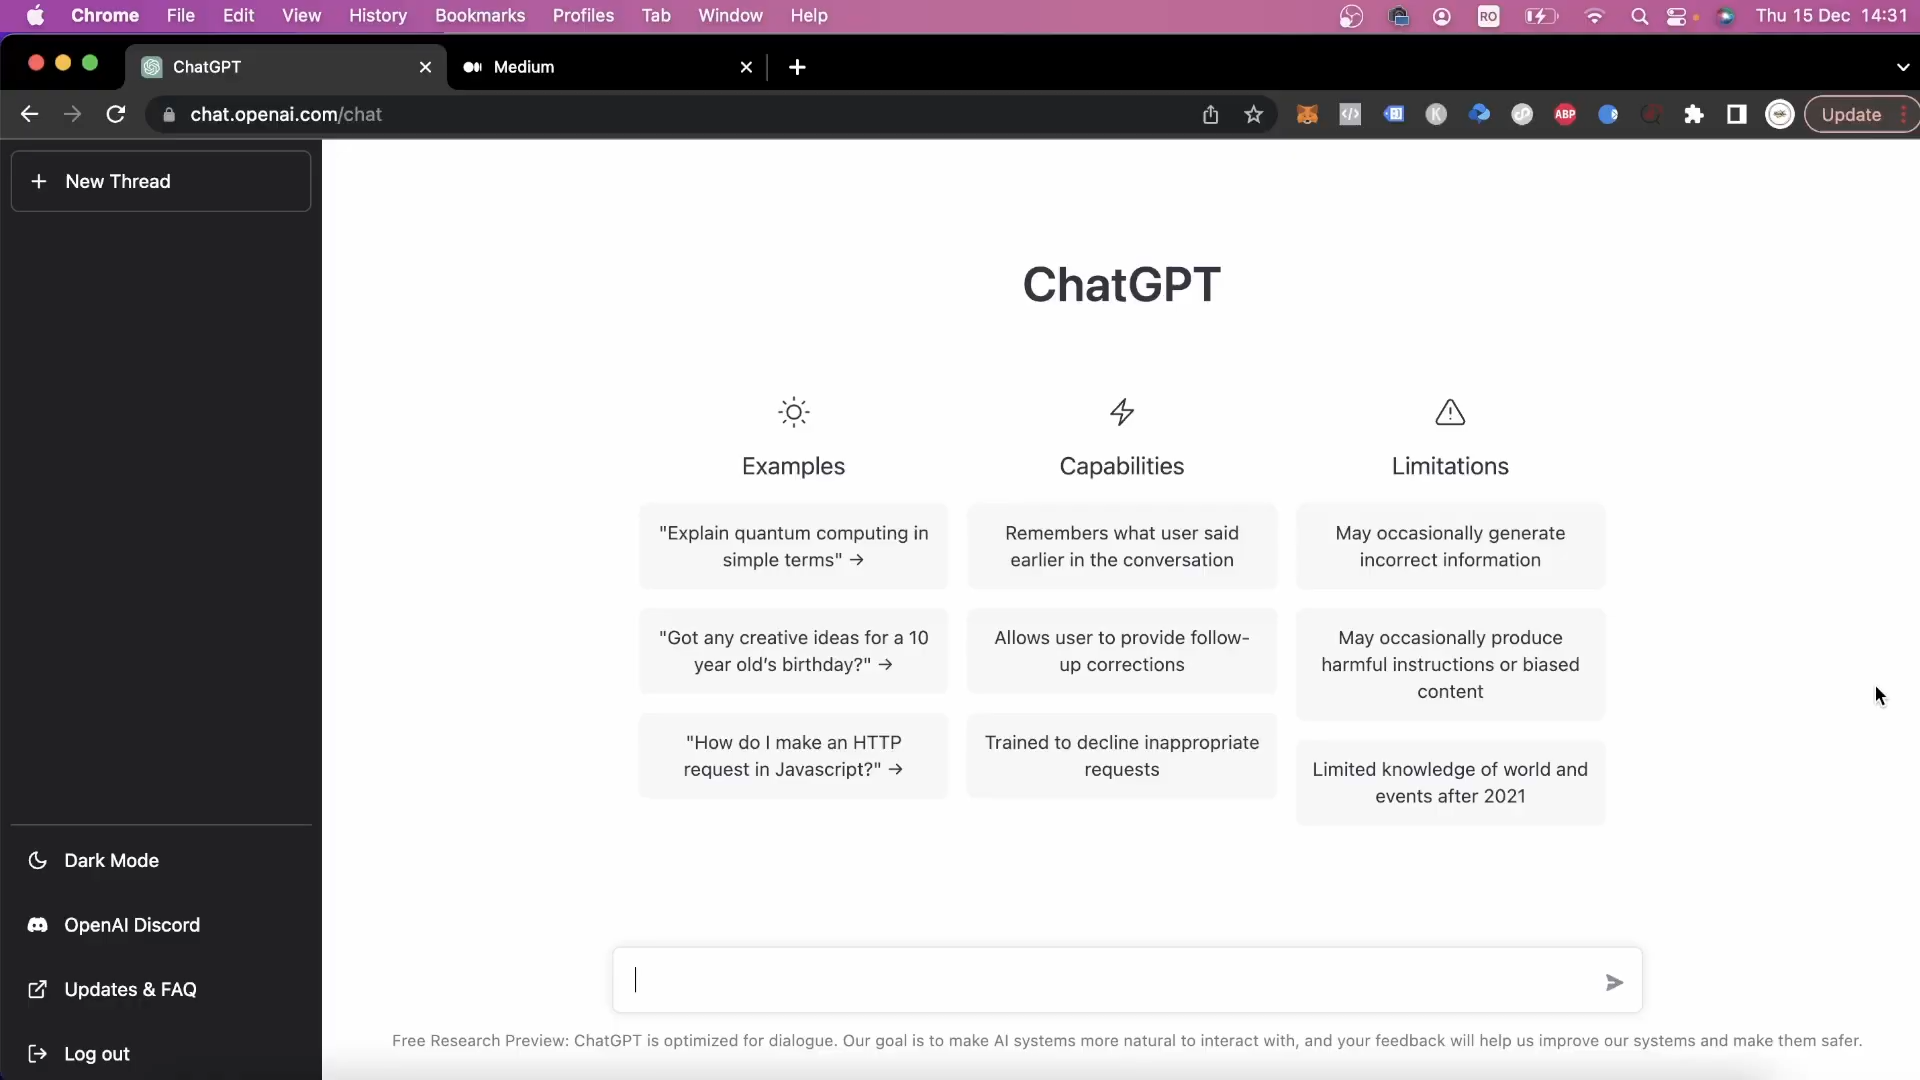 Chrome File Edit View History Bookmarks Profiles Tab Window Help RO Thu 15 Dec 14:31
ChatGPT Medium
chat.openai.com/chat K ABP Update
New Thread
ChatGPT
Examples
"Explain quantum computing in
simple terms" →
"Got any creative ideas for a 10
year old's birthday?" →
"How do I make an HTTP
request in Javascript?" →
Capabilities
Remembers what user said
earlier in the conversation
Allows user to provide follow-
up corrections
Trained to decline inappropriate
requests
Limitations
May occasionally generate
incorrect information
May occasionally produce
harmful instructions or biased
content
Limited knowledge of world and
events after 2021
Dark Mode
OpenAI Discord
Updates & FAQ
Log out
Free Research Preview: ChatGPT is optimized for dialogue. Our goal is to make AI systems more natural to interact with, and your feedback will help us improve our systems and make them safer.